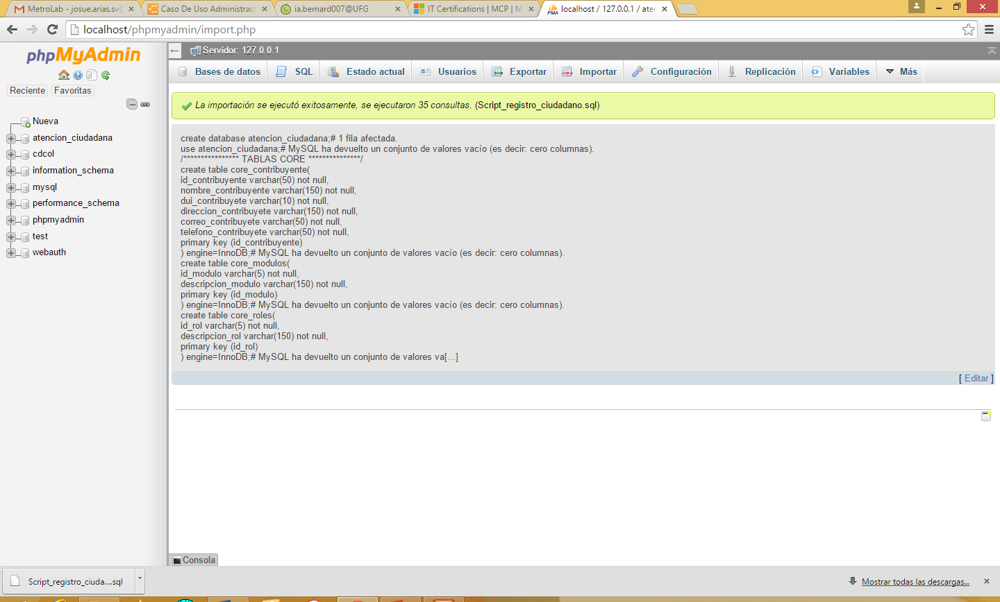 MetroLab - josue.arias.sv@
Caso De Uso Administraci
ia.bernard007@UFG
IT Certifications | MCP | M
localhost / 127.0.0.1 / aten
localhost/phpmyadmin/import.php
phpMyAdmin
Reciente Favoritas
Nueva
atencion_ciudadana
cdcol
information_schema
mysql
performance_schema
phpmyadmin
test
webauth
Servidor: 127.0.0.1
Bases de datos SQL Estado actual Usuarios Exportar Importar Configuración Replicación Variables Más
La importación se ejecutó exitosamente, se ejecutaron 35 consultas. (Script_registro_ciudadano.sql)
create database atencion_ciudadana;# 1 fila afectada.
use atencion_ciudadana;# MySQL ha devuelto un conjunto de valores vacío (es decir: cero columnas).
/**************** TABLAS CORE ***************/
create table core_contribuyente(
id_contribuyente varchar(50) not null,
nombre_contribuyente varchar(150) not null,
dui_contribuyete varchar(10) not null,
direccion_contribuyete varchar(150) not null,
correo_contribuyete varchar(50) not null,
telefono_contribuyete varchar(50) not null,
primary key (id_contribuyente)
) engine=InnoDB;# MySQL ha devuelto un conjunto de valores vacío (es decir: cero columnas).
create table core_modulos(
id_modulo varchar(5) not null,
descripcion_modulo varchar(150) not null,
primary key (id_modulo)
) engine=InnoDB;# MySQL ha devuelto un conjunto de valores vacío (es decir: cero columnas).
create table core_roles(
id_rol varchar(5) not null,
descripcion_rol varchar(150) not null,
primary key (id_rol)
) engine=InnoDB;# MySQL ha devuelto un conjunto de valores va[...]
[ Editar ]
Consola
Script_registro_ciuda....sql
Mostrar todas las descargas...